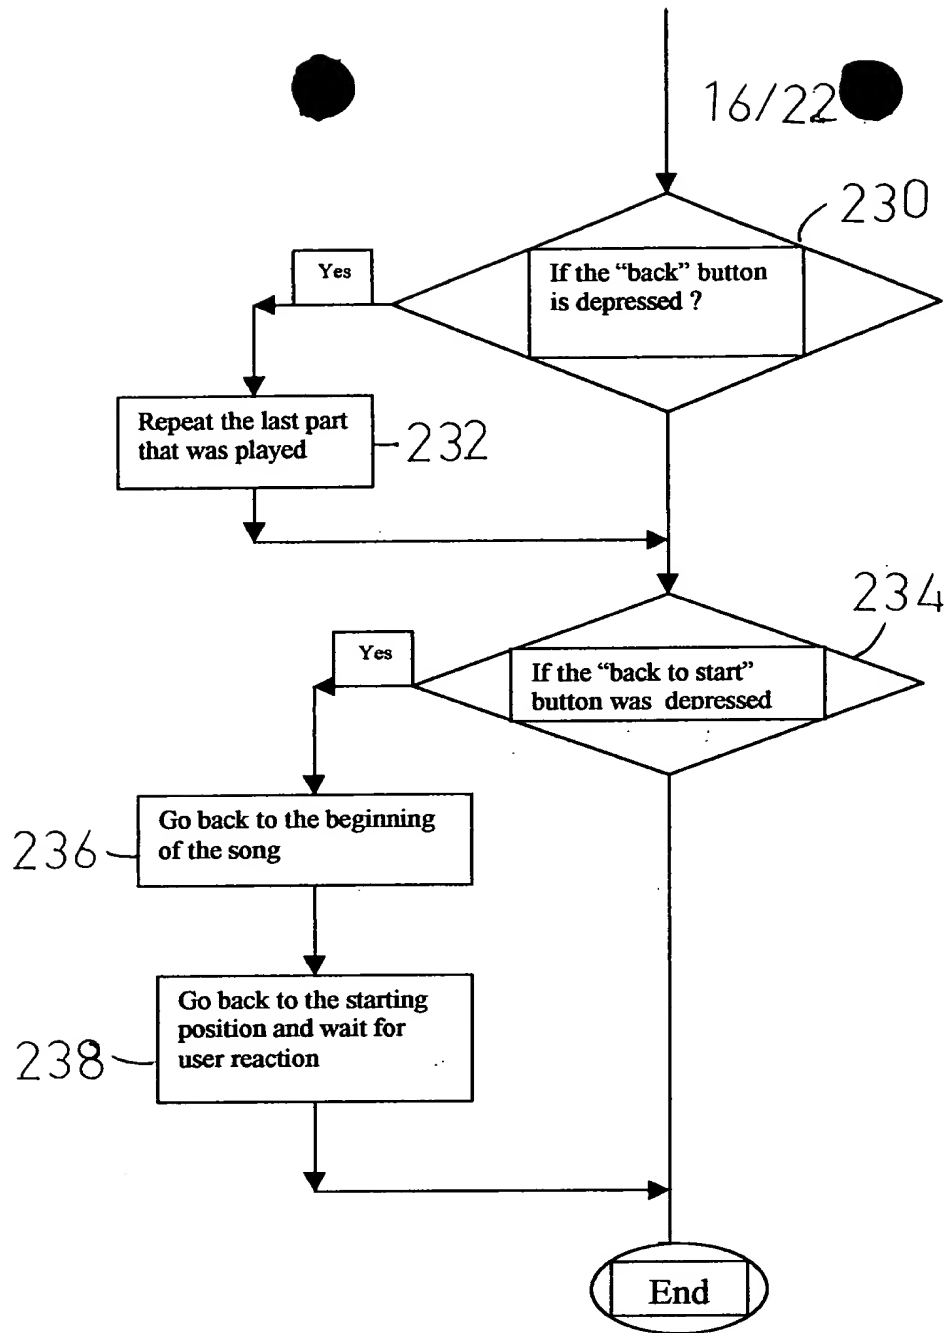 16/22
230
Yes
If the “back” button
is depressed ?
Repeat the last part
that was played
232
234
Yes
If the “back to start”
button was depressed
Go back to the beginning
of the song
236
Go back to the starting
position and wait for
user reaction
238
End